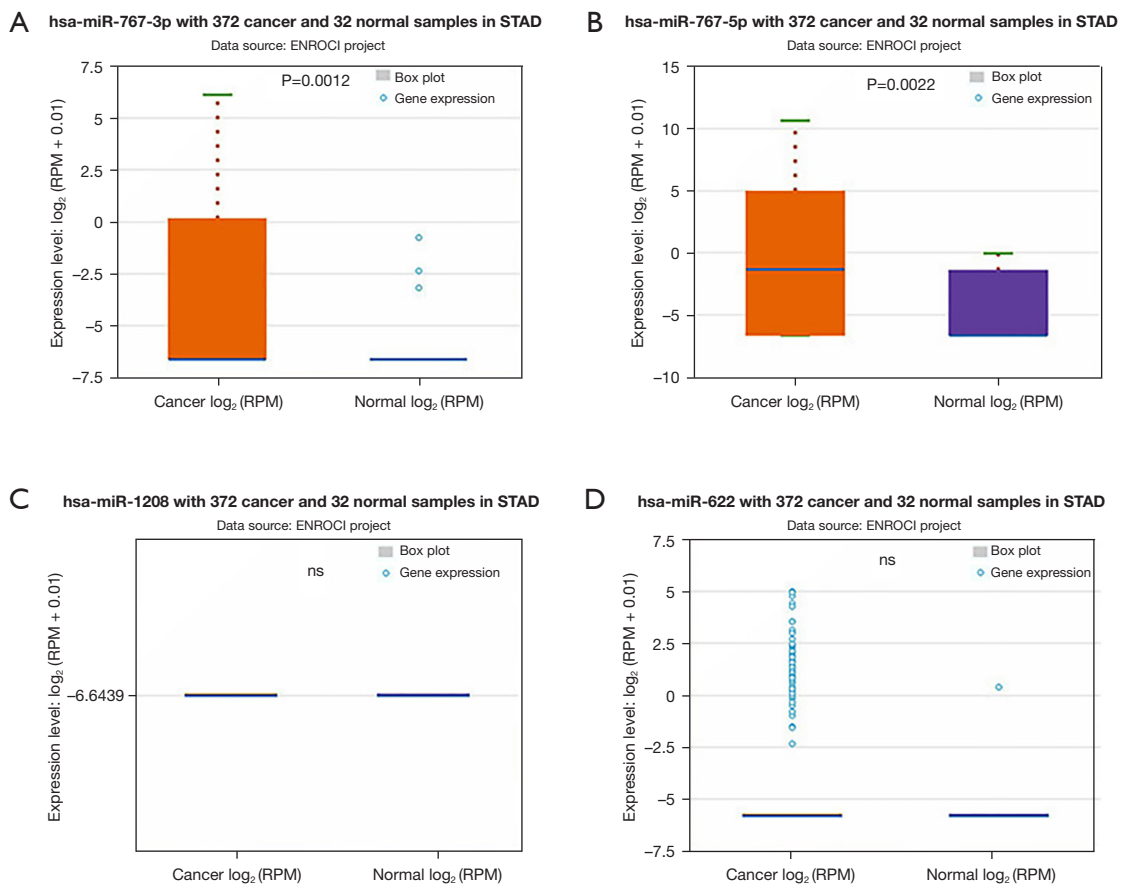 A
hsa-miR-767-3p with 372 cancer and 32 normal samples in STAD
Data source: ENROCI project
P=0.0012
Box plot
Gene expression
Expression level: log2 (RPM + 0.01)
7.5
5
2.5
0
−2.5
−5
−7.5
Cancer log2 (RPM)
Normal log2 (RPM)
B
hsa-miR-767-5p with 372 cancer and 32 normal samples in STAD
Data source: ENROCI project
P=0.0022
Box plot
Gene expression
Expression level: log2 (RPM + 0.01)
15
10
5
0
−5
−10
Cancer log2 (RPM)
Normal log2 (RPM)
C
hsa-miR-1208 with 372 cancer and 32 normal samples in STAD
Data source: ENROCI project
ns
Box plot
Gene expression
Expression level: log2 (RPM + 0.01)
−6.6439
Cancer log2 (RPM)
Normal log2 (RPM)
D
hsa-miR-622 with 372 cancer and 32 normal samples in STAD
Data source: ENROCI project
ns
Box plot
Gene expression
Expression level: log2 (RPM + 0.01)
7.5
5
2.5
0
−2.5
−5
−7.5
Cancer log2 (RPM)
Normal log2 (RPM)